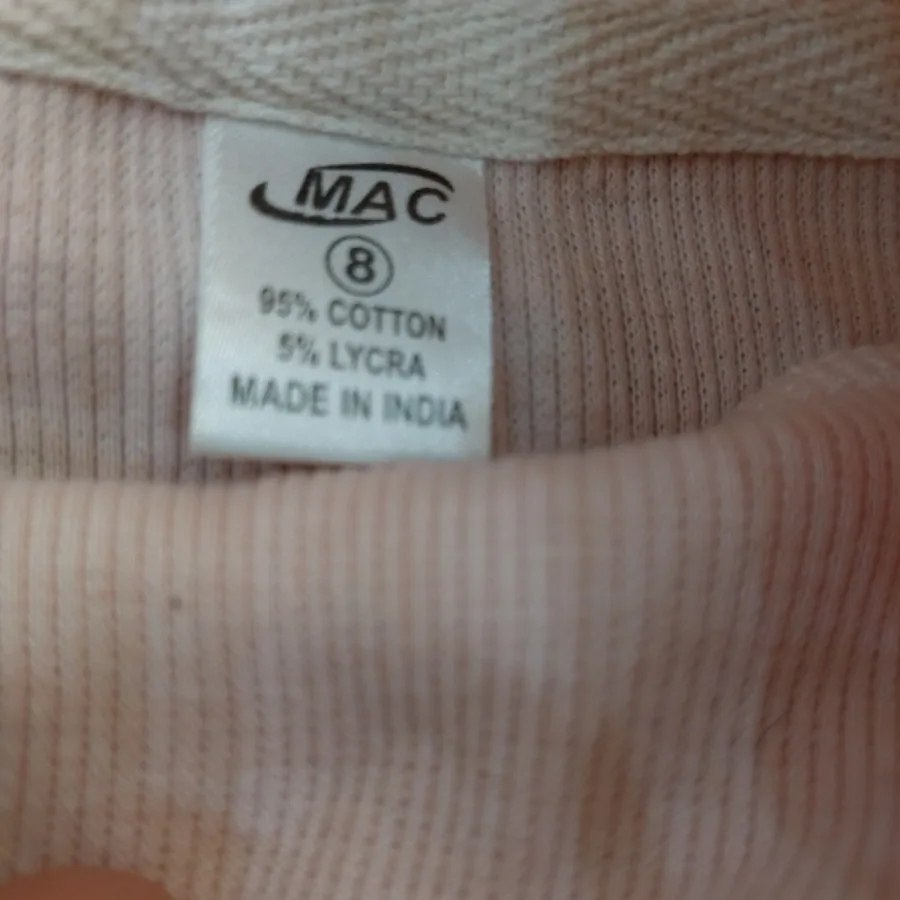 MAC
8
95% COTTON
5% LYCRA
MADE IN INDIA